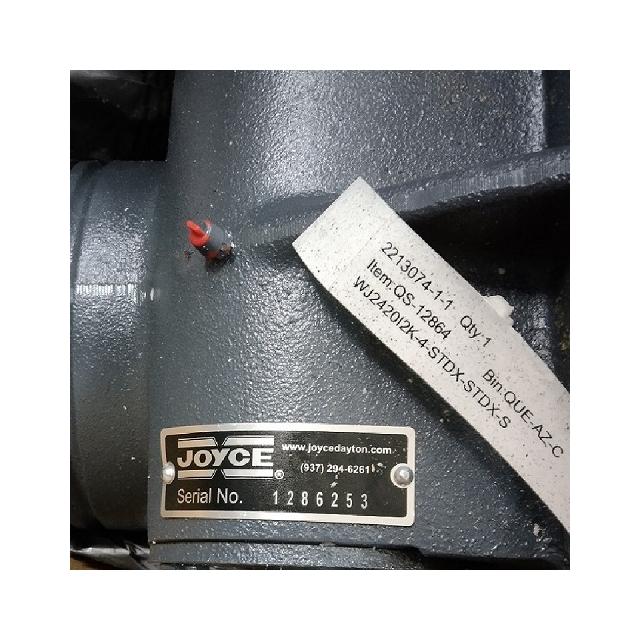 2213074-1-1 Qty:1
Item:QS-12864 Bin:QUE-AZ-C
WJ2420I2K-4-STDX-STDX-S
JOYCE ®
www.joycedayton.com
(937) 294-6261
Serial No. 1286253